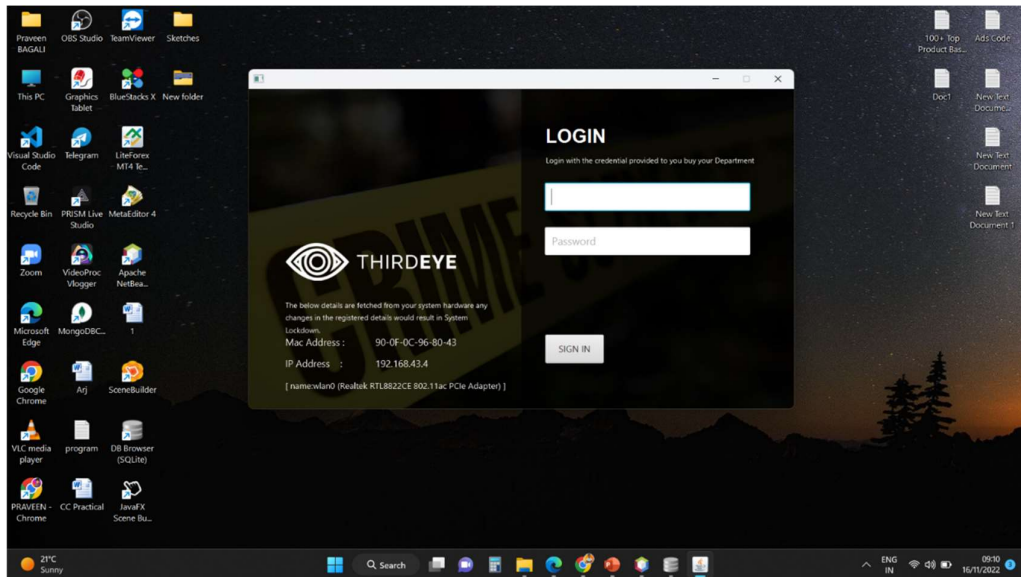 Praveen BAGALI
OBS Studio
TeamViewer
Sketches
This PC
Graphics Tablet
BlueStacks X
New folder
Visual Studio Code
Telegram
LiteForex MT4 Te...
Recycle Bin
PRISM Live Studio
MetaEditor 4
Zoom
VideoProc Vlogger
Apache NetBea...
Microsoft Edge
MongoDBC...
1
Google Chrome
Arj
SceneBuilder
VLC media player
program
DB Browser (SQLite)
PRAVEEN - Chrome
CC Practical
JavaFX Scene Bu...
100+ Top Product Bas...
Ads Code
Doc1
New Text Docume...
New Text Document
New Text Document 1
CRIME
THIRDEYE
The below details are fetched from your system hardware any
changes in the registered details would result in System
Lockdown.
Mac Address : 90-0F-0C-96-80-43
IP Address : 192.168.43.4
[ name:wlan0 (Realtek RTL8822CE 802.11ac PCIe Adapter) ]
LOGIN
Login with the credential provided to you buy your Department
Password
SIGN IN
21°C
Sunny
Search
ENG
IN
09:10
16/11/2022
3